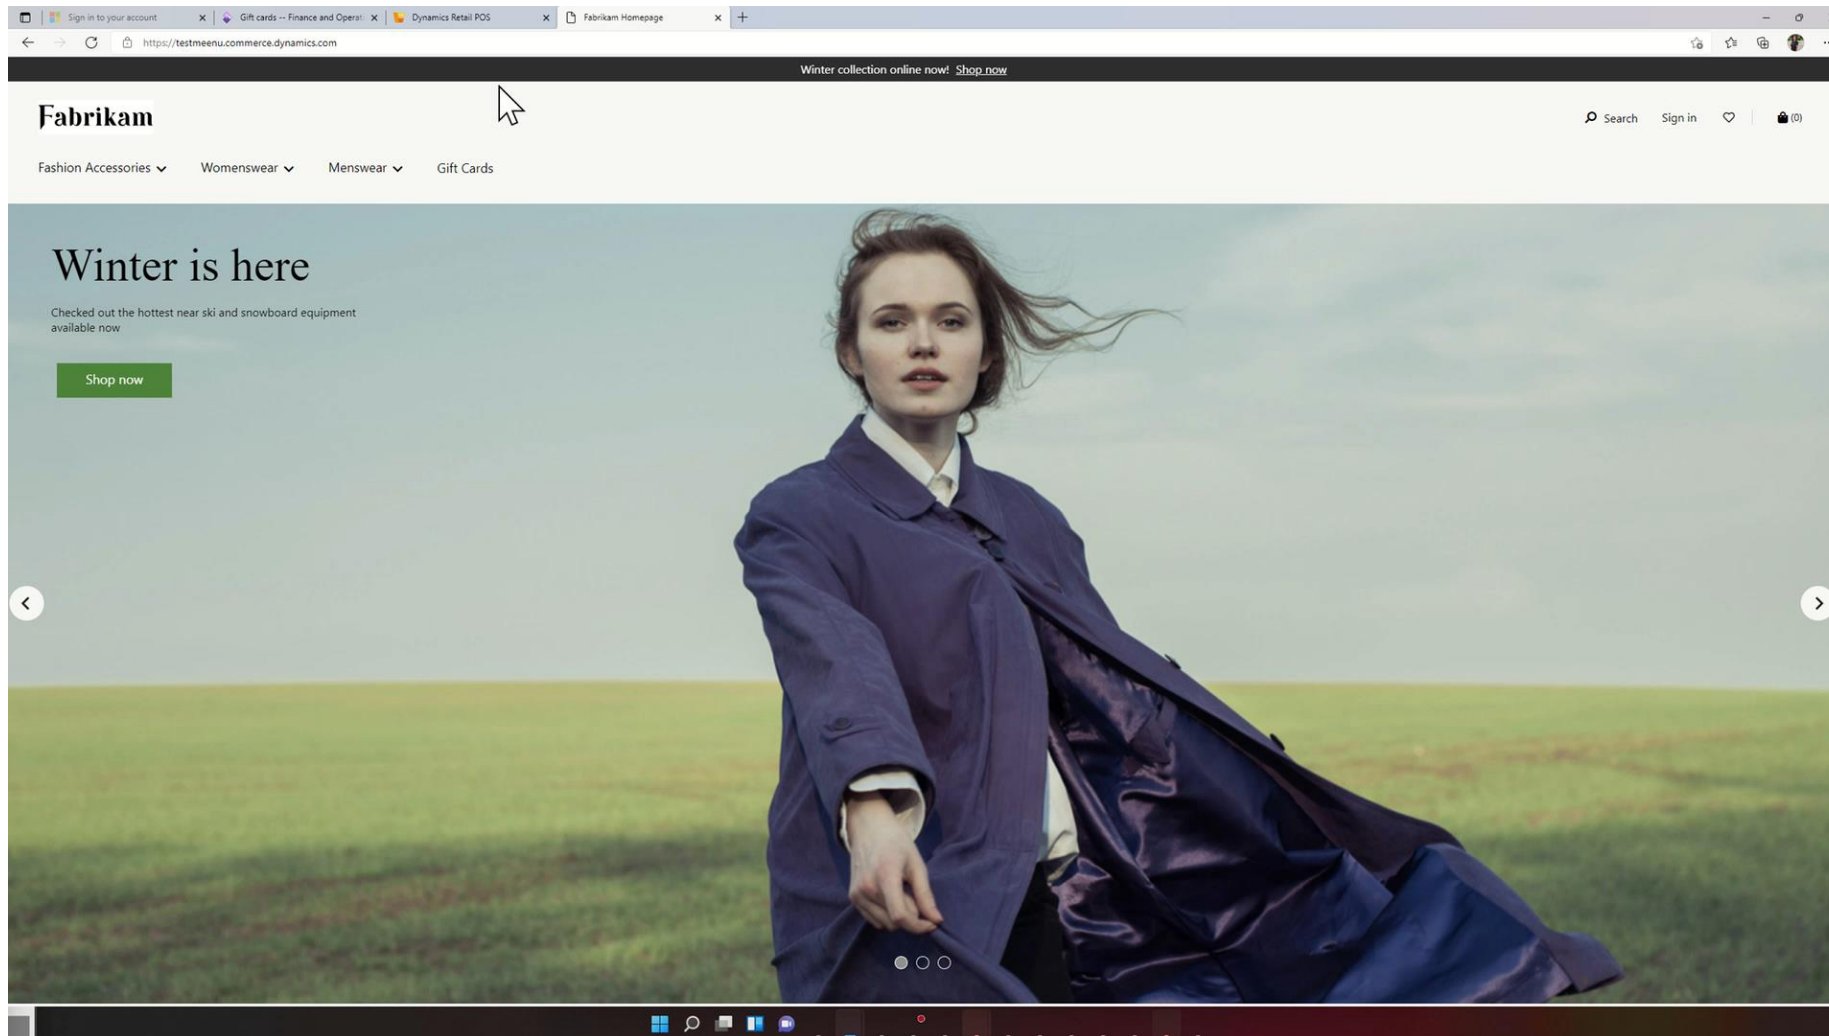 Sign in to your account
Gift cards -- Finance and Operat
Dynamics Retail POS
Fabrikam Homepage
https://testmeenu.commerce.dynamics.com
Winter collection online now! Shop now
Fabrikam
Search
Sign in
(0)
Fashion Accessories
Womenswear
Menswear
Gift Cards
Winter is here
Checked out the hottest near ski and snowboard equipment
available now
Shop now